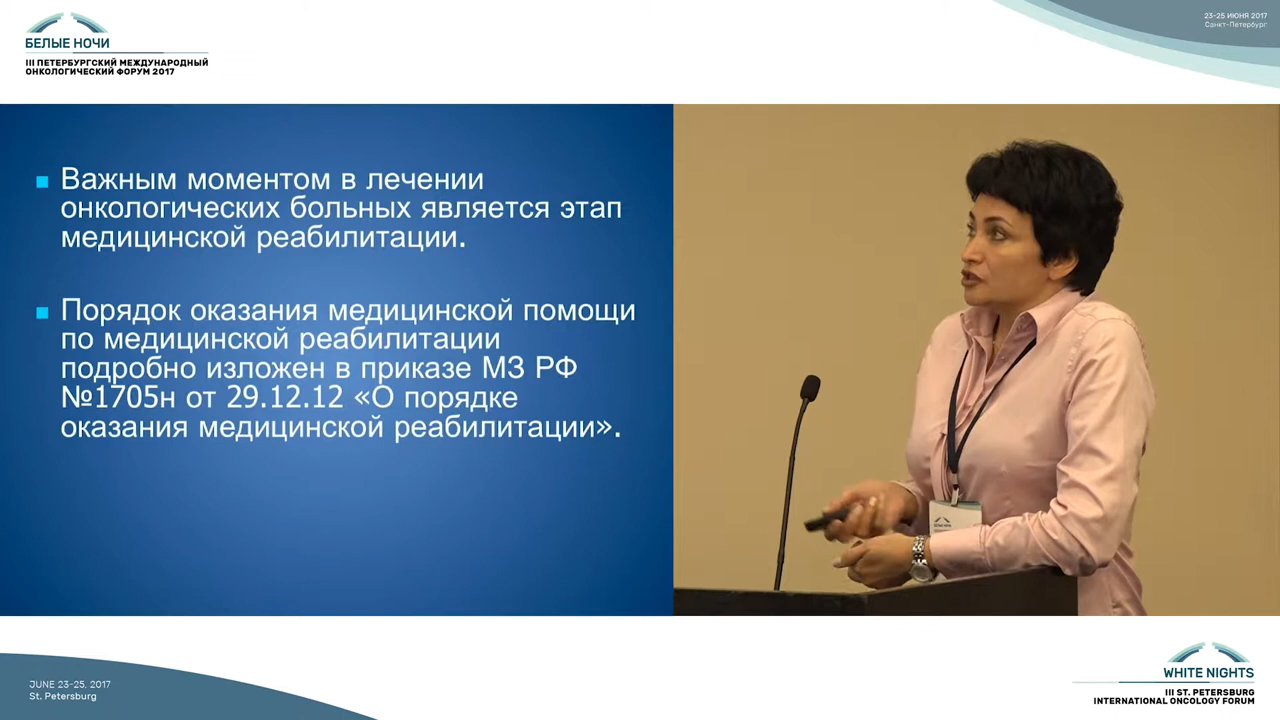 БЕЛЫЕ НОЧИ
III ПЕТЕРБУРГСКИЙ МЕЖДУНАРОДНЫЙ
ОНКОЛОГИЧЕСКИЙ ФОРУМ 2017
23-25 ИЮНЯ 2017
Санкт-Петербург
Важным моментом в лечении
онкологических больных является этап
медицинской реабилитации.
Порядок оказания медицинской помощи
по медицинской реабилитации
подробно изложен в приказе МЗ РФ
№1705н от 29.12.12 «О порядке
оказания медицинской реабилитации».
БЕЛЫЕ НОЧИ
JUNE 23-25, 2017
St. Petersburg
WHITE NIGHTS
III ST. PETERSBURG
INTERNATIONAL ONCOLOGY FORUM